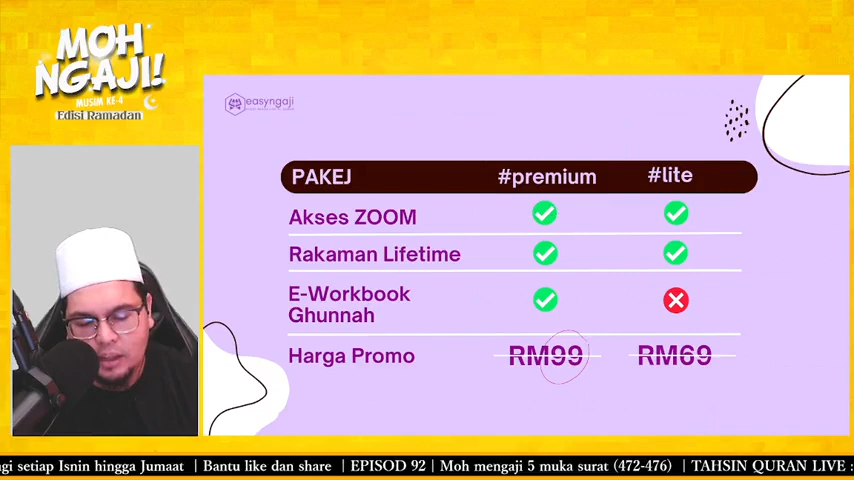 MOH
NGAJI!
MUSIM KE-4
Edisi Ramadan
easyngaji
PAKEJ #premium #lite
Akses ZOOM
Rakaman Lifetime
E-Workbook
Ghunnah
Harga Promo RM99 RM69
gi setiap Isnin hingga Jumaat | Bantu like dan share | EPISOD 92 | Moh mengaji 5 muka surat (472-476) | TAHSIN QURAN LIVE :